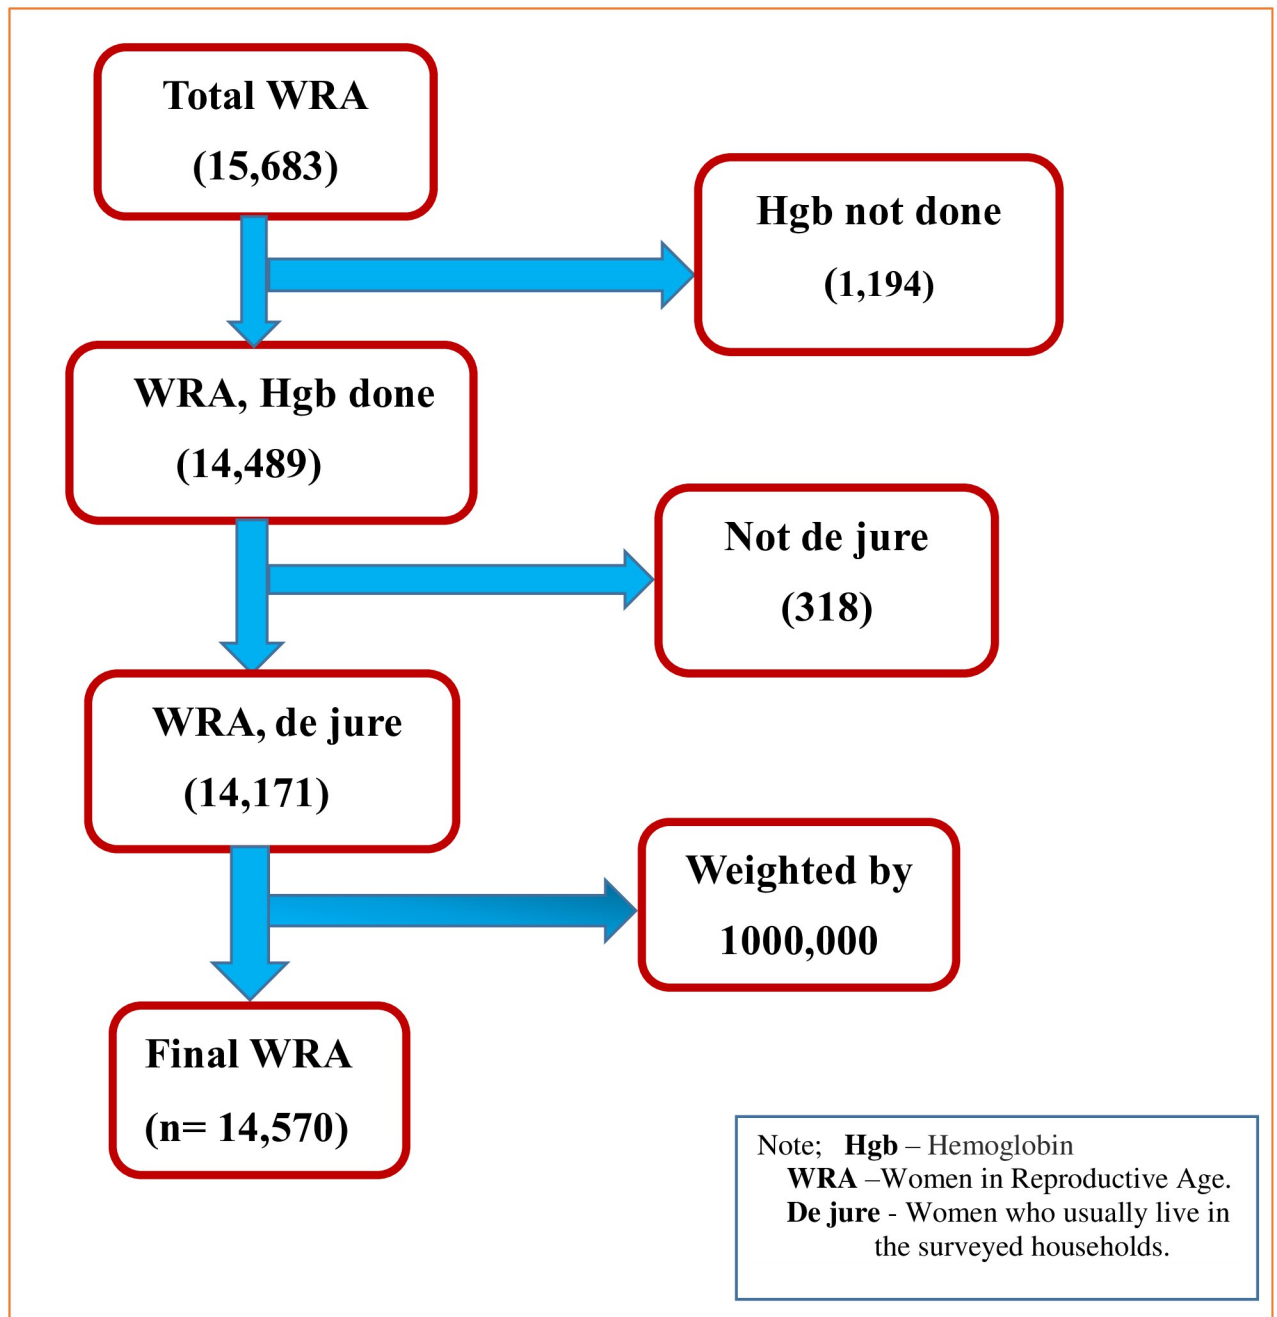 Total WRA
(15,683)
Hgb not done
(1,194)
WRA, Hgb done
(14,489)
Not de jure
(318)
WRA, de jure
(14,171)
Weighted by
1000,000
Final WRA
(n= 14,570)
Note; Hgb – Hemoglobin
WRA –Women in Reproductive Age.
De jure - Women who usually live in
the surveyed households.